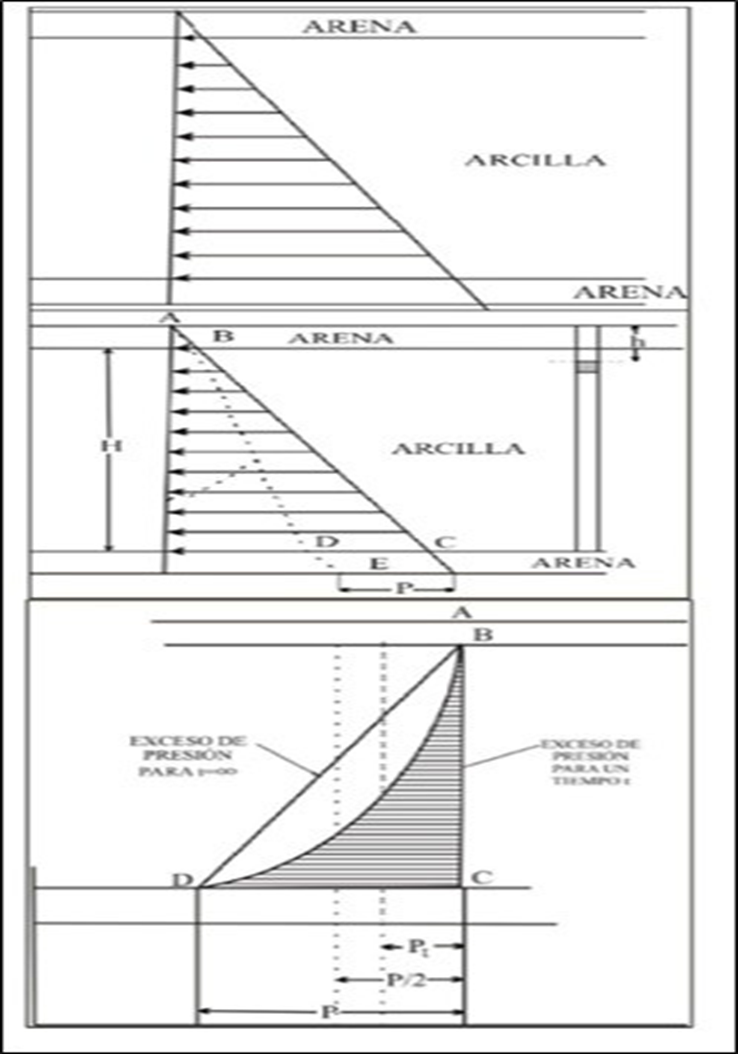 ARENA
ARCILLA
ARENA
A
B
ARENA
h
H
ARCILLA
D
C
E
ARENA
P
A
B
EXCESO DE
PRESIÓN
PARA t=∞
EXCESO DE
PRESIÓN
PARA UN
TIEMPO t
D
C
Pt
P/2
P